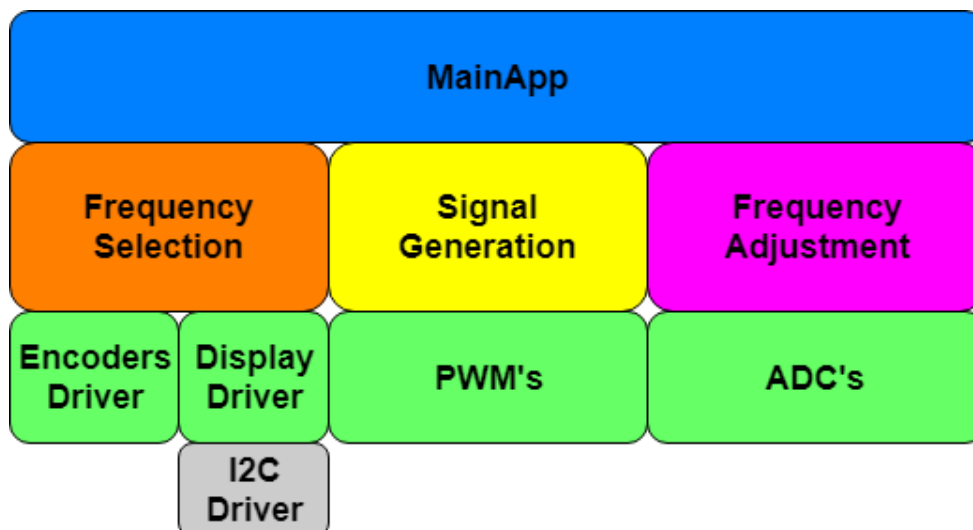 MainApp
Frequency
Selection
Signal
Generation
Frequency
Adjustment
Encoders
Driver
Display
Driver
PWM's
ADC's
I2C
Driver